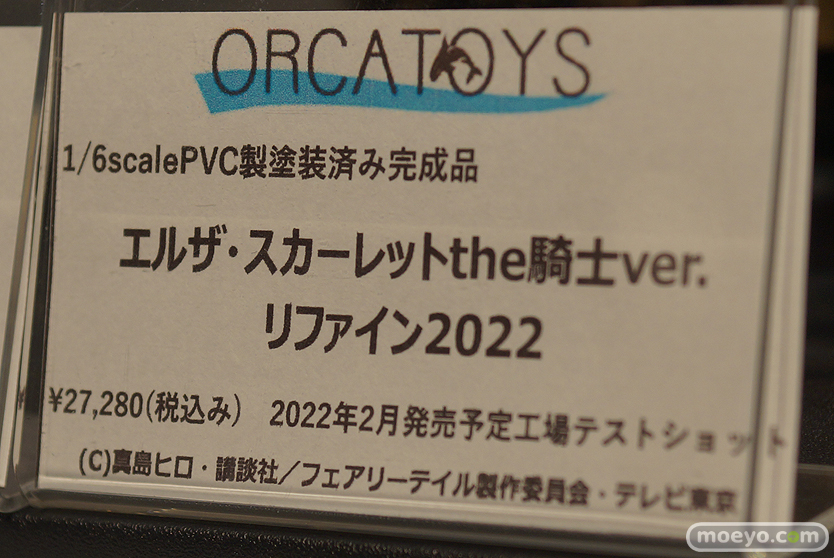 ORCATOYS
1/6scalePVC製塗装済み完成品
エルザ・スカーレットthe騎士ver.
リファイン2022
¥27,280(税込み) 2022年2月発売予定工場テストショット
(C)真島ヒロ・講談社／フェアリーテイル製作委員会・テレビ東京
moeyo.com